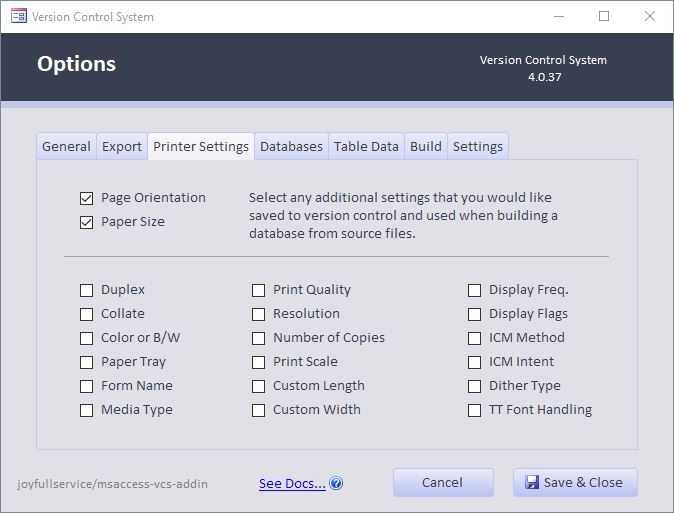 Version Control System
Options
Version Control System
4.0.37
General Export Printer Settings Databases Table Data Build Settings
Page Orientation
Paper Size
Select any additional settings that you would like
saved to version control and used when building a
database from source files.
Duplex Print Quality Display Freq.
Collate Resolution Display Flags
Color or B/W Number of Copies ICM Method
Paper Tray Print Scale ICM Intent
Form Name Custom Length Dither Type
Media Type Custom Width TT Font Handling
joyfullservice/msaccess-vcs-addin See Docs... ? Cancel Save & Close